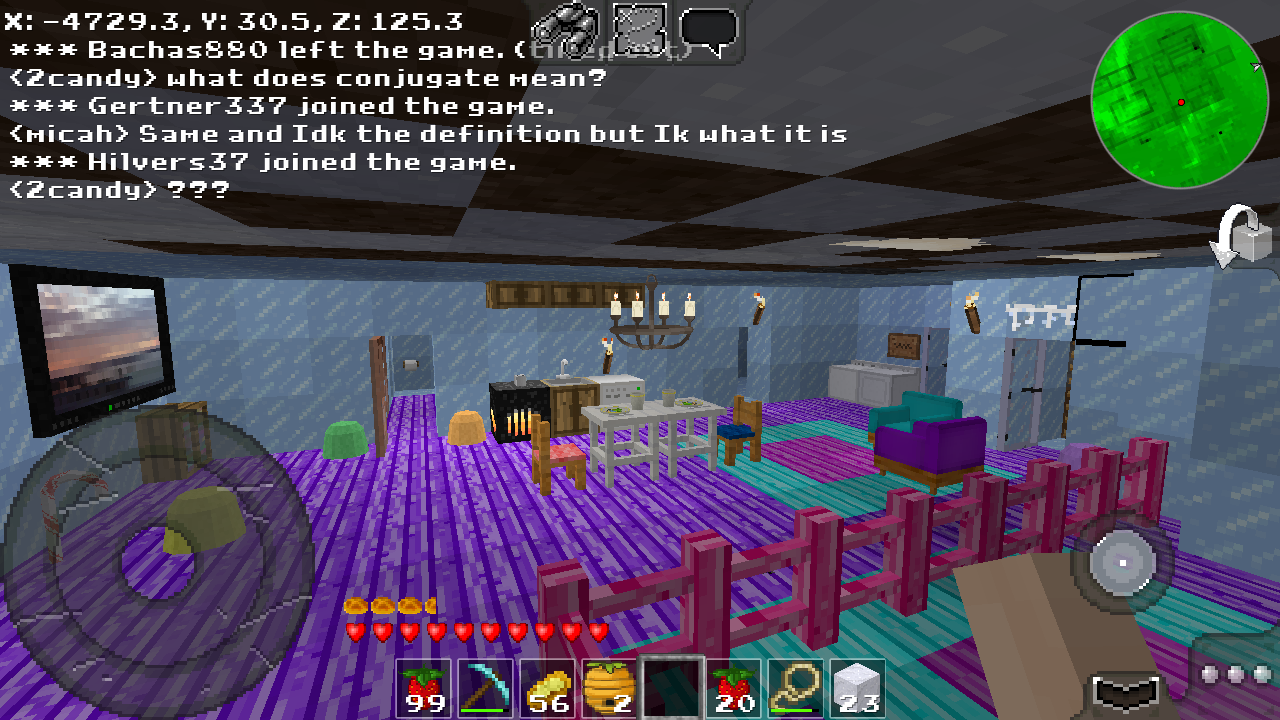 X: -4729.3, Y: 30.5, Z: 125.3
*** Bachas880 left the game. (timed out)
<2candy> what does conjugate mean?
*** Gertner337 joined the game.
<micah> Same and Idk the definition but Ik what it is
*** Hilvers37 joined the game.
<2candy> ???
99 56 2 20 23